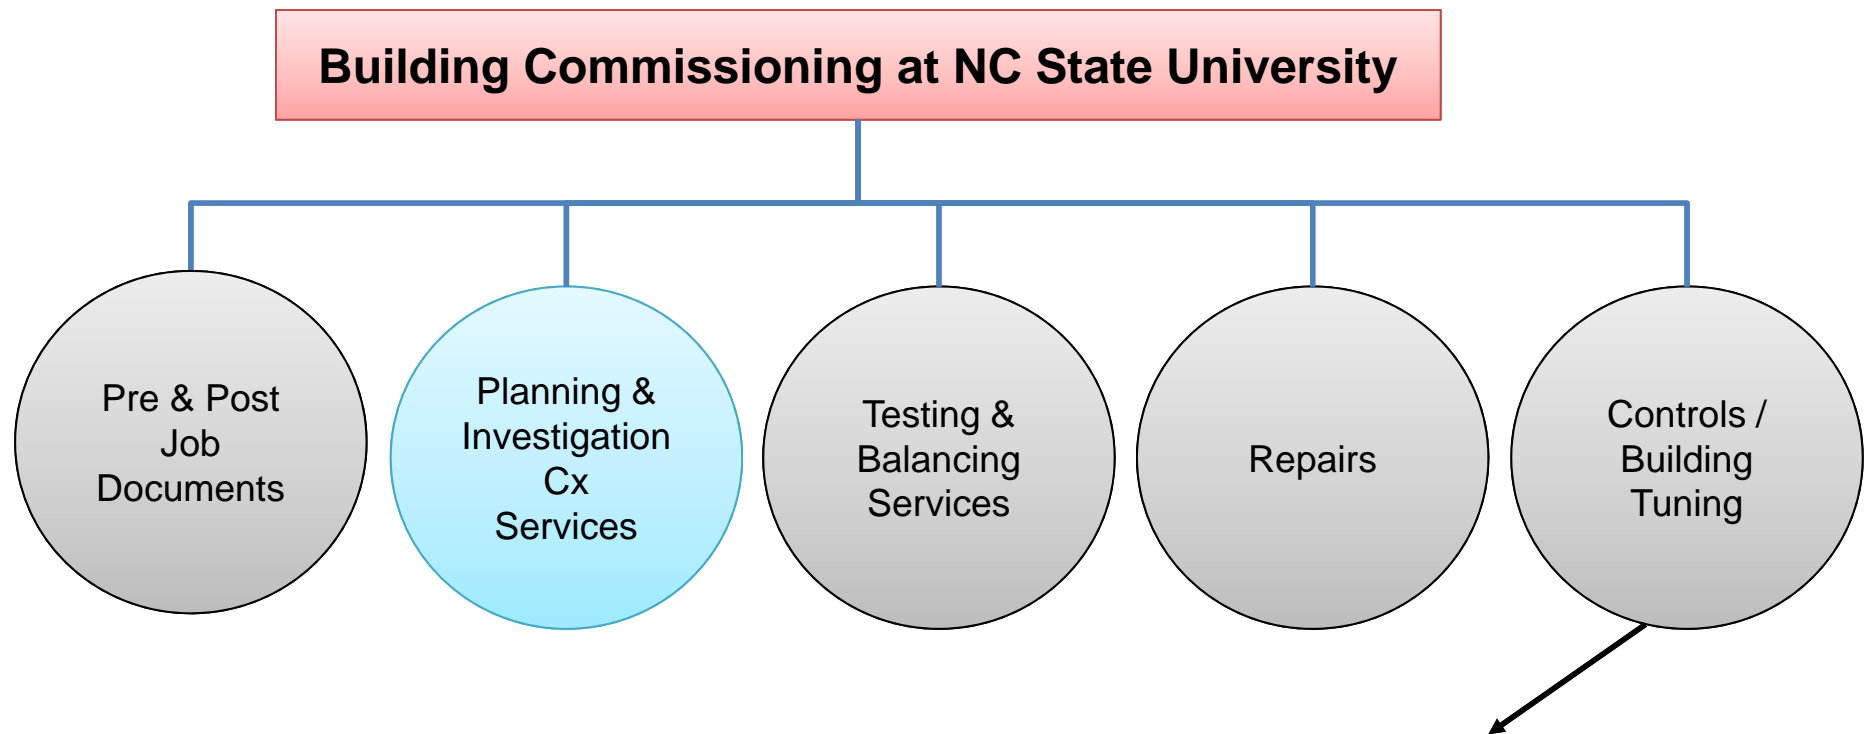 Building Commissioning at NC State University
Pre & Post
Job
Documents
Planning &
Investigation
Cx
Services
Testing &
Balancing
Services
Repairs
Controls /
Building
Tuning